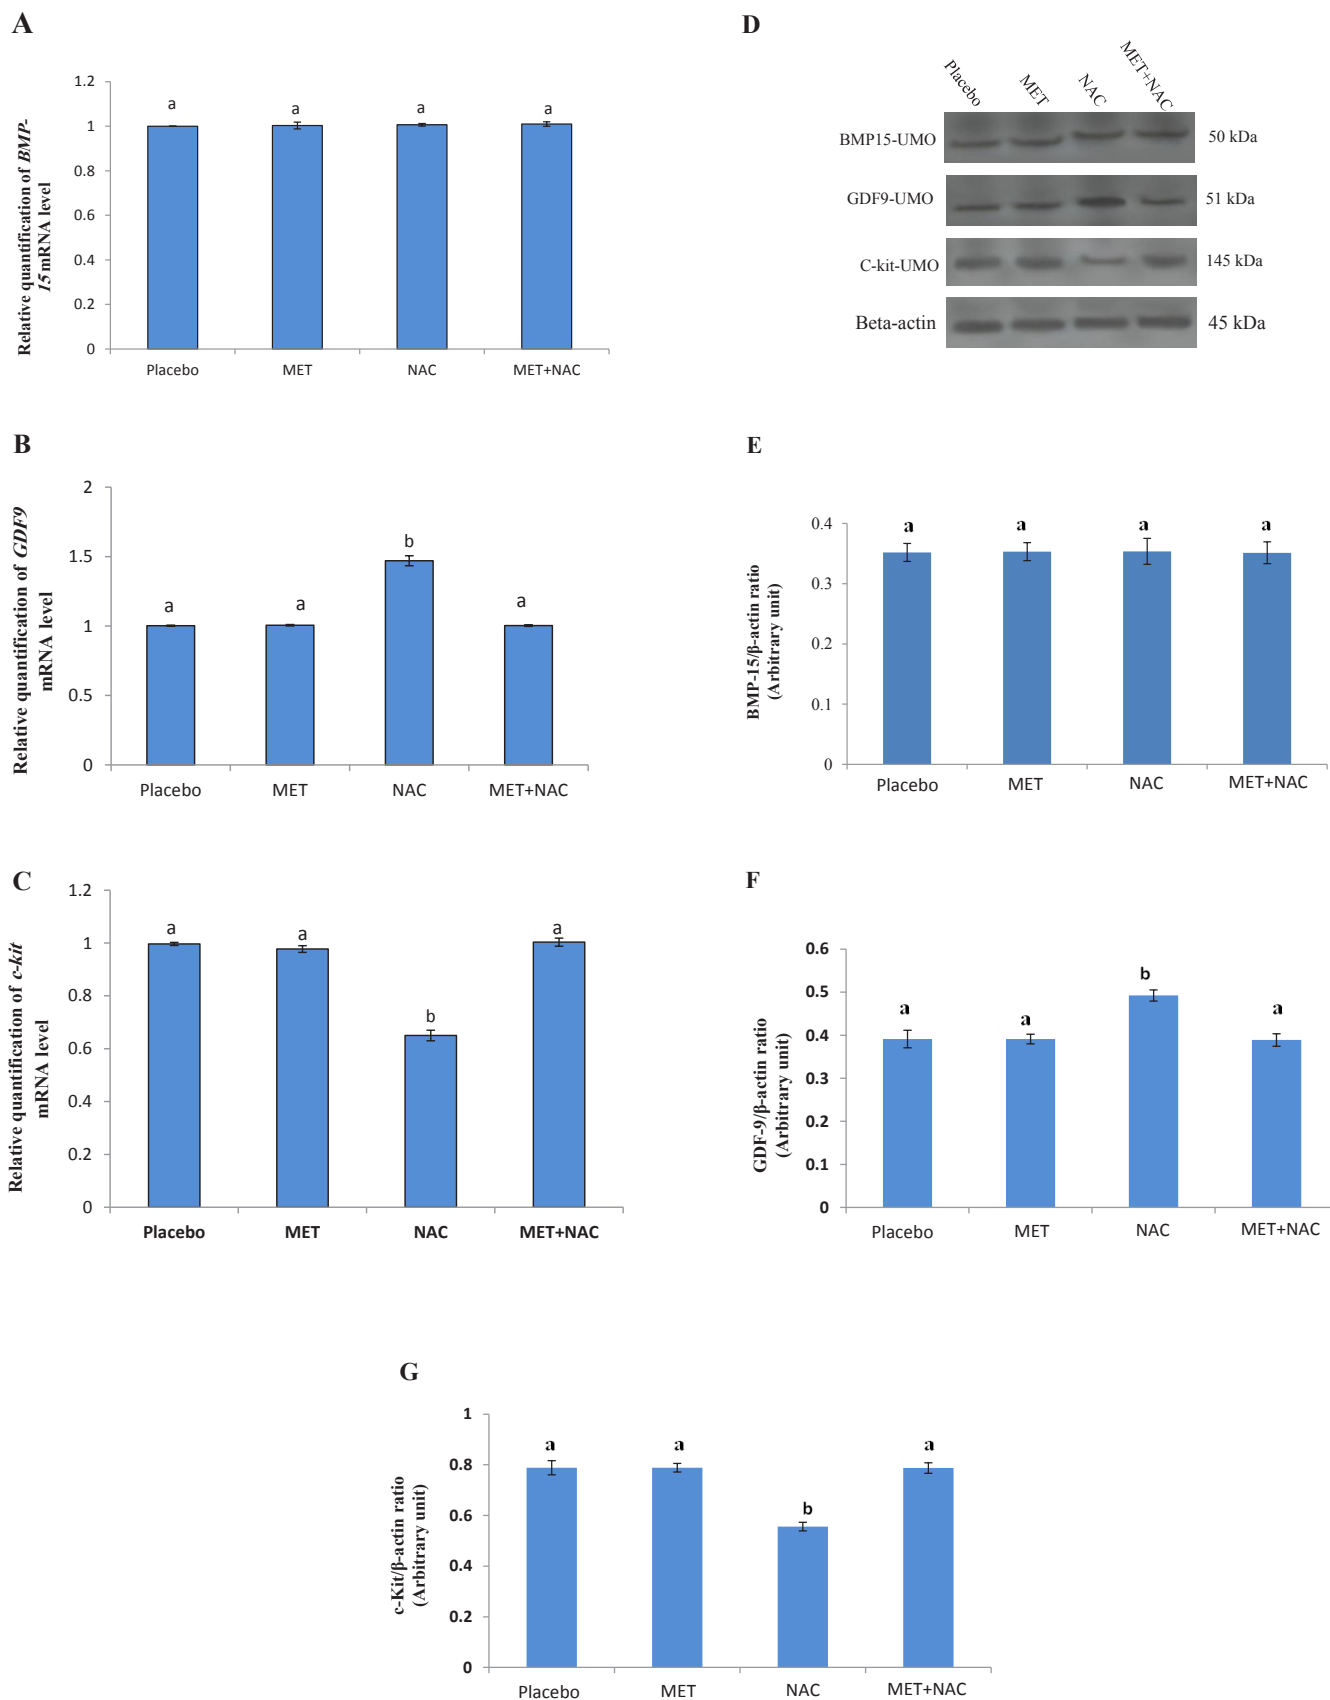 A
Relative quantification of BMP-
15 mRNA level
1.2
1
0.8
0.6
0.4
0.2
0
a
a
a
a
Placebo
MET
NAC
MET+NAC
D
Placebo
MET
NAC
MET+NAC
BMP15-UMO
50 kDa
GDF9-UMO
51 kDa
C-kit-UMO
145 kDa
Beta-actin
45 kDa
B
Relative quantification of GDF9
mRNA level
2
1.5
1
0.5
0
a
a
b
a
Placebo
MET
NAC
MET+NAC
E
BMP-15/β-actin ratio
(Arbitrary unit)
0.4
0.3
0.2
0.1
0
a
a
a
a
Placebo
MET
NAC
MET+NAC
C
Relative quantification of c-kit
mRNA level
1.2
1
0.8
0.6
0.4
0.2
0
a
a
b
a
Placebo
MET
NAC
MET+NAC
F
GDF-9/β-actin ratio
(Arbitrary unit)
0.6
0.5
0.4
0.3
0.2
0.1
0
a
a
b
a
Placebo
MET
NAC
MET+NAC
G
c-Kit/β-actin ratio
(Arbitrary unit)
1
0.8
0.6
0.4
0.2
0
a
a
b
a
Placebo
MET
NAC
MET+NAC